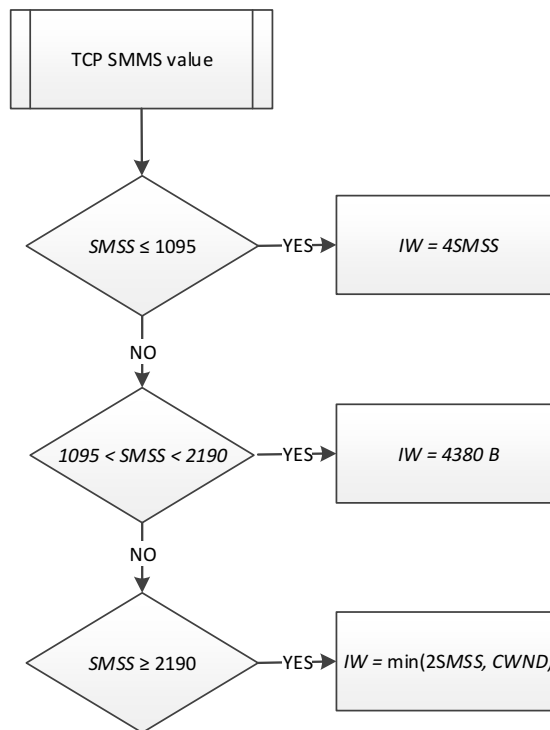 TCP SMMS value
SMSS ≤ 1095
YES
IW = 4SMSS
NO
1095 < SMSS < 2190
YES
IW = 4380 B
NO
SMSS ≥ 2190
YES
IW = min(2SMSS, CWND)